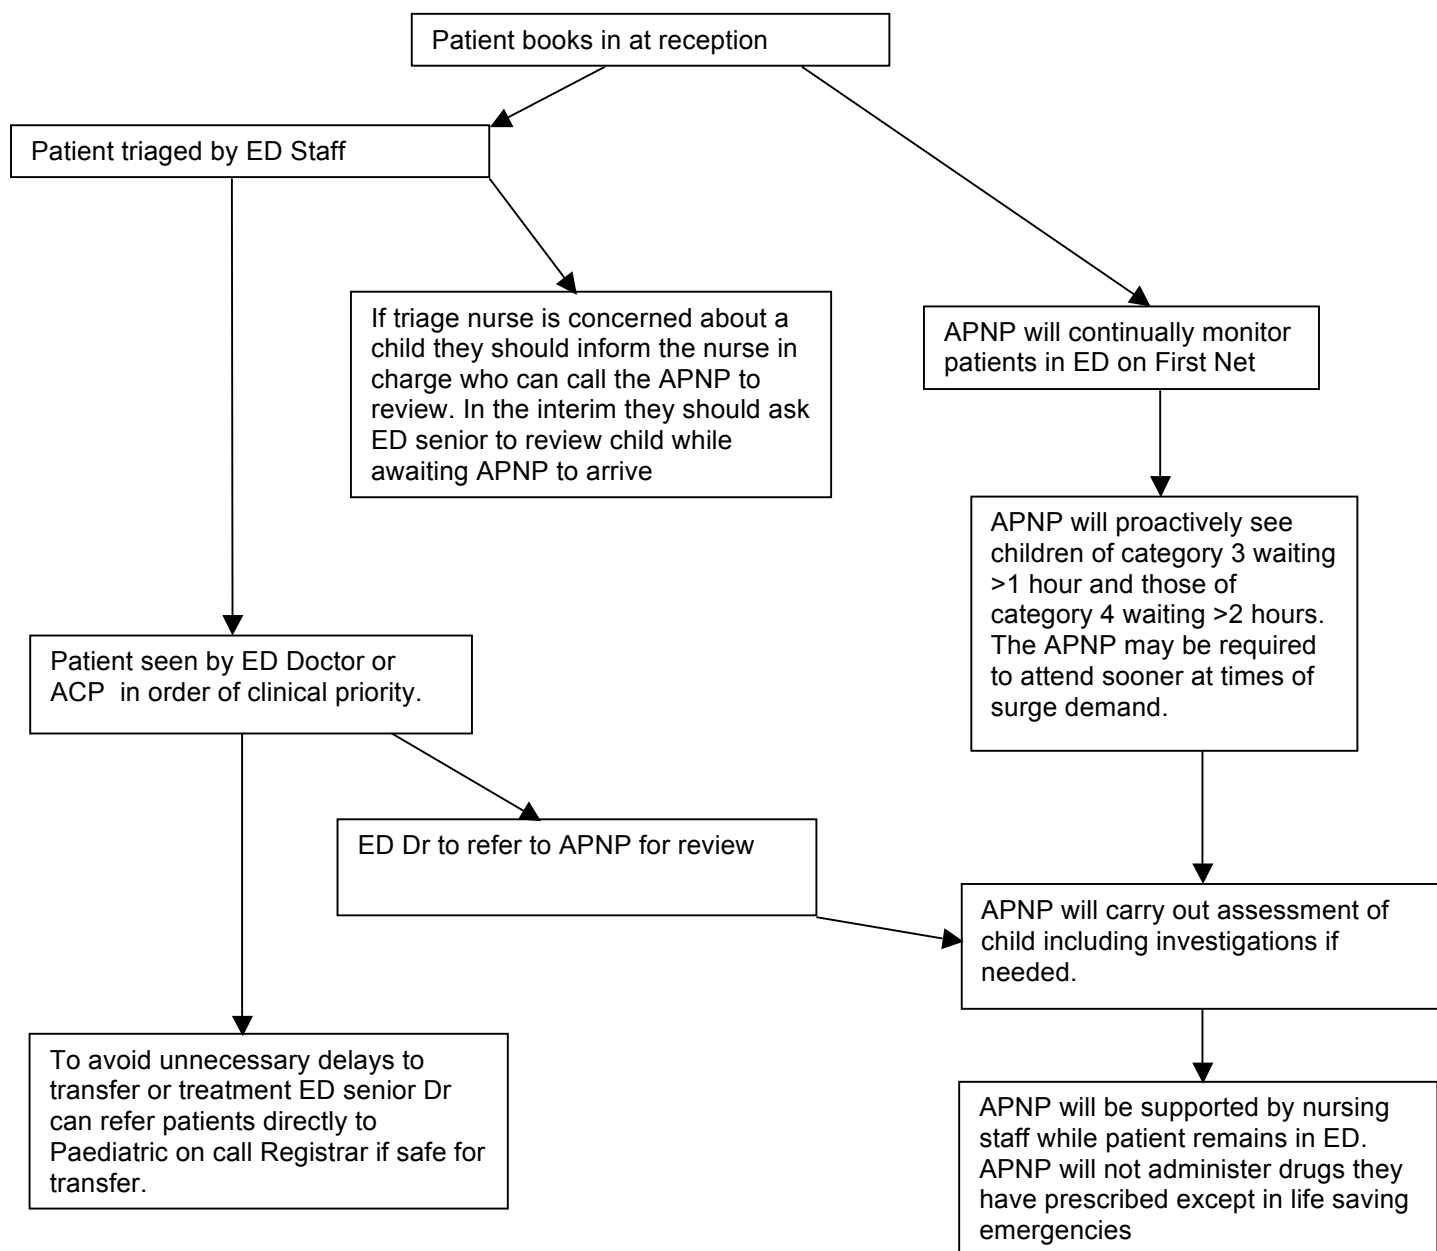 Patient books in at reception
Patient triaged by ED Staff
If triage nurse is concerned about a
child they should inform the nurse in
charge who can call the APNP to
review. In the interim they should ask
ED senior to review child while
awaiting APNP to arrive
APNP will continually monitor
patients in ED on First Net
APNP will proactively see
children of category 3 waiting
>1 hour and those of
category 4 waiting >2 hours.
The APNP may be required
to attend sooner at times of
surge demand.
Patient seen by ED Doctor or
ACP  in order of clinical priority.
ED Dr to refer to APNP for review
APNP will carry out assessment of
child including investigations if
needed.
To avoid unnecessary delays to
transfer or treatment ED senior Dr
can refer patients directly to
Paediatric on call Registrar if safe for
transfer.
APNP will be supported by nursing
staff while patient remains in ED.
APNP will not administer drugs they
have prescribed except in life saving
emergencies